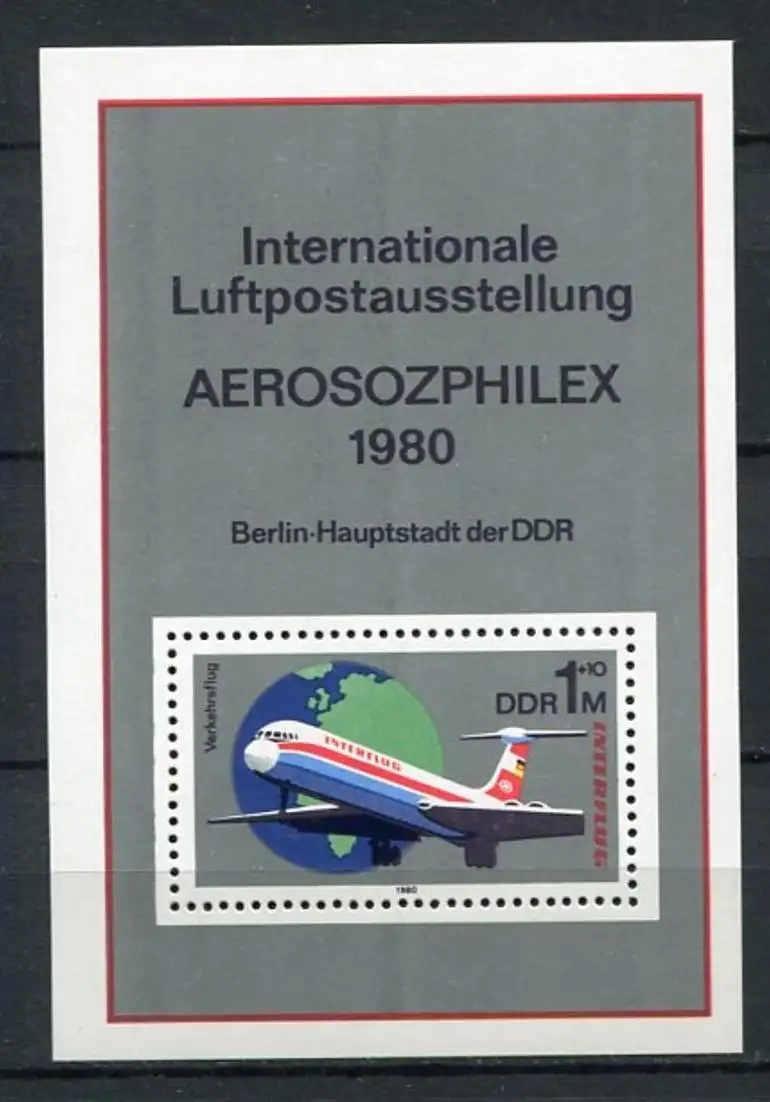 Internationale
Luftpostausstellung
AEROSOZPHILEX
1980
Berlin·Hauptstadt der DDR
Verkehrsflug
DDR 1 M +10
INTERFLUG
INTERFLUG
1980